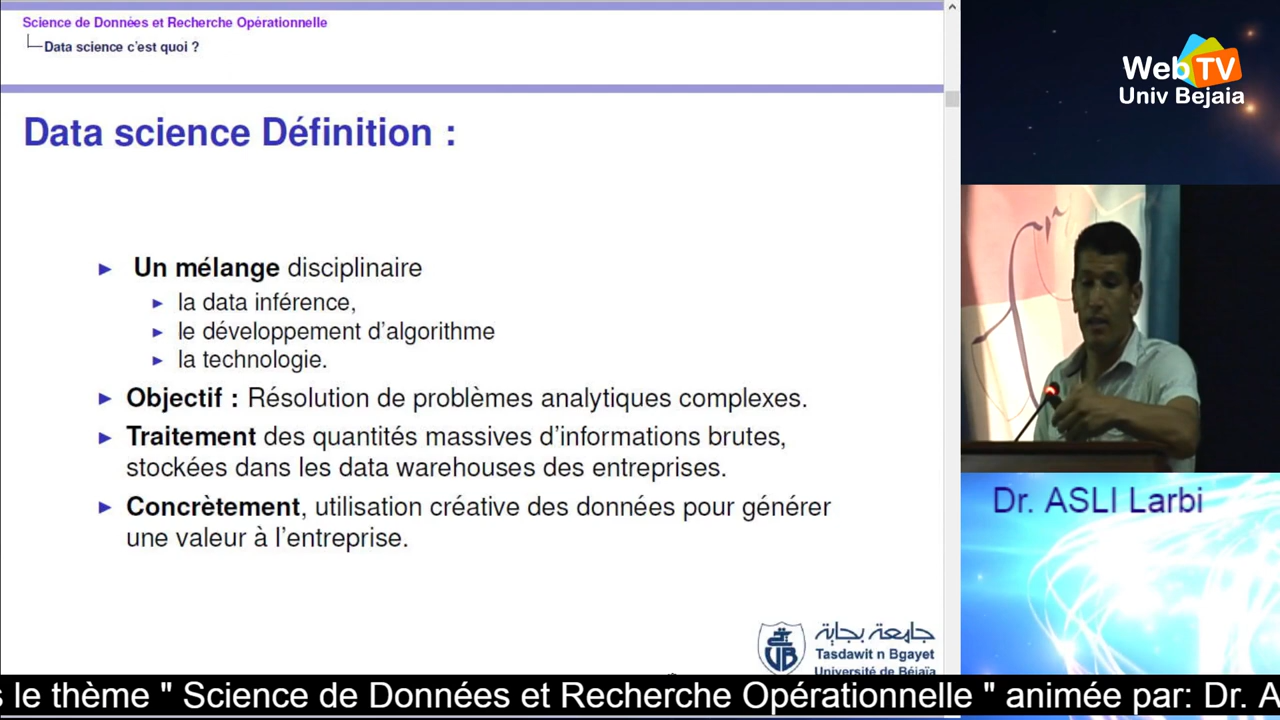 Science de Données et Recherche Opérationnelle
Data science c'est quoi ?
Data science Définition :
► Un mélange disciplinaire
► la data inférence,
► le développement d'algorithme
► la technologie.
► Objectif : Résolution de problèmes analytiques complexes.
► Traitement des quantités massives d'informations brutes,
stockées dans les data warehouses des entreprises.
► Concrètement, utilisation créative des données pour générer
une valeur à l'entreprise.
جامعة بجاية
Tasdawit n Bgayet
Université de Béjaïa
UB
Web TV
Univ Bejaia
Dr. ASLI Larbi
s le thème " Science de Données et Recherche Opérationnelle " animée par: Dr. A